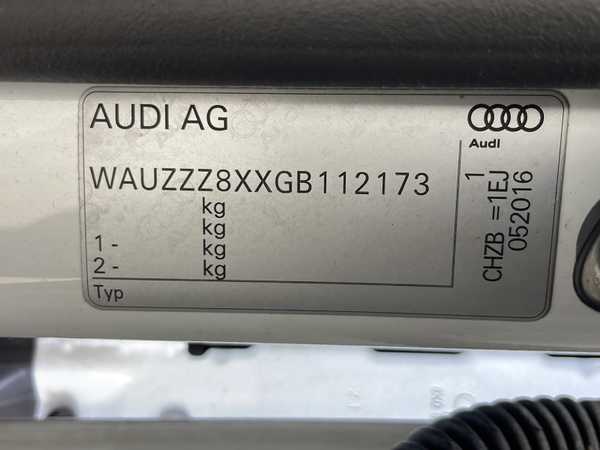 AUDI AG
Audi
WAUZZZ8XXGB112173
kg
kg
1 - kg
2 - kg
Typ
1
CHZB =1EJ
052016